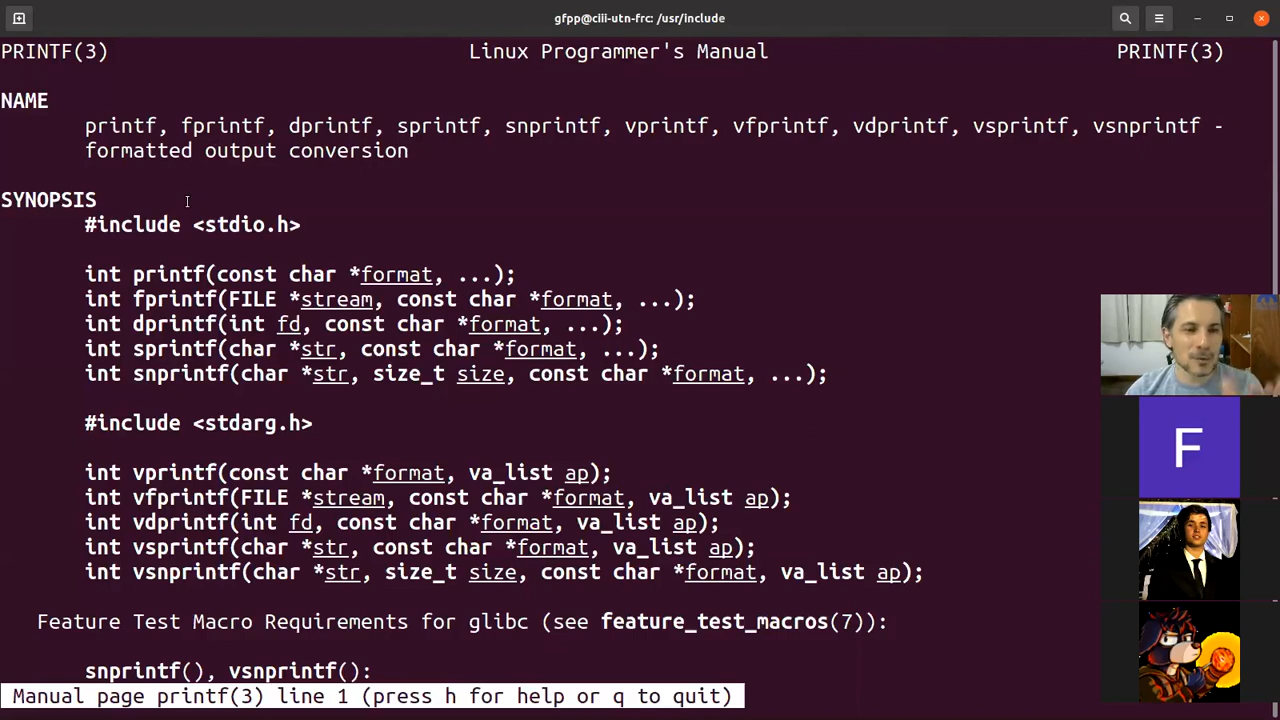 gfpp@ciii-utn-frc: /usr/include
PRINTF(3) Linux Programmer's Manual PRINTF(3)
NAME
printf, fprintf, dprintf, sprintf, snprintf, vprintf, vfprintf, vdprintf, vsprintf, vsnprintf -
formatted output conversion
SYNOPSIS
#include <stdio.h>
int printf(const char *format, ...);
int fprintf(FILE *stream, const char *format, ...);
int dprintf(int fd, const char *format, ...);
int sprintf(char *str, const char *format, ...);
int snprintf(char *str, size_t size, const char *format, ...);
#include <stdarg.h>
int vprintf(const char *format, va_list ap);
int vfprintf(FILE *stream, const char *format, va_list ap);
int vdprintf(int fd, const char *format, va_list ap);
int vsprintf(char *str, const char *format, va_list ap);
int vsnprintf(char *str, size_t size, const char *format, va_list ap);
Feature Test Macro Requirements for glibc (see feature_test_macros(7)):
snprintf(), vsnprintf():
Manual page printf(3) line 1 (press h for help or q to quit)
F